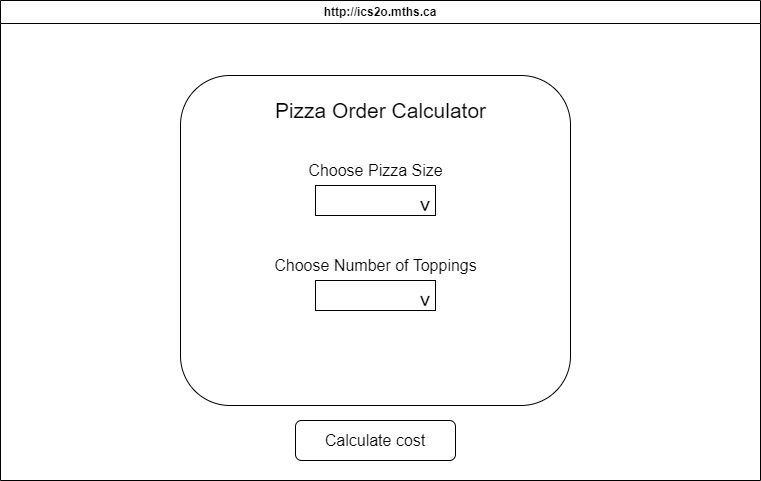 http://ics2o.mths.ca
Pizza Order Calculator
Choose Pizza Size
v
Choose Number of Toppings
v
Calculate cost